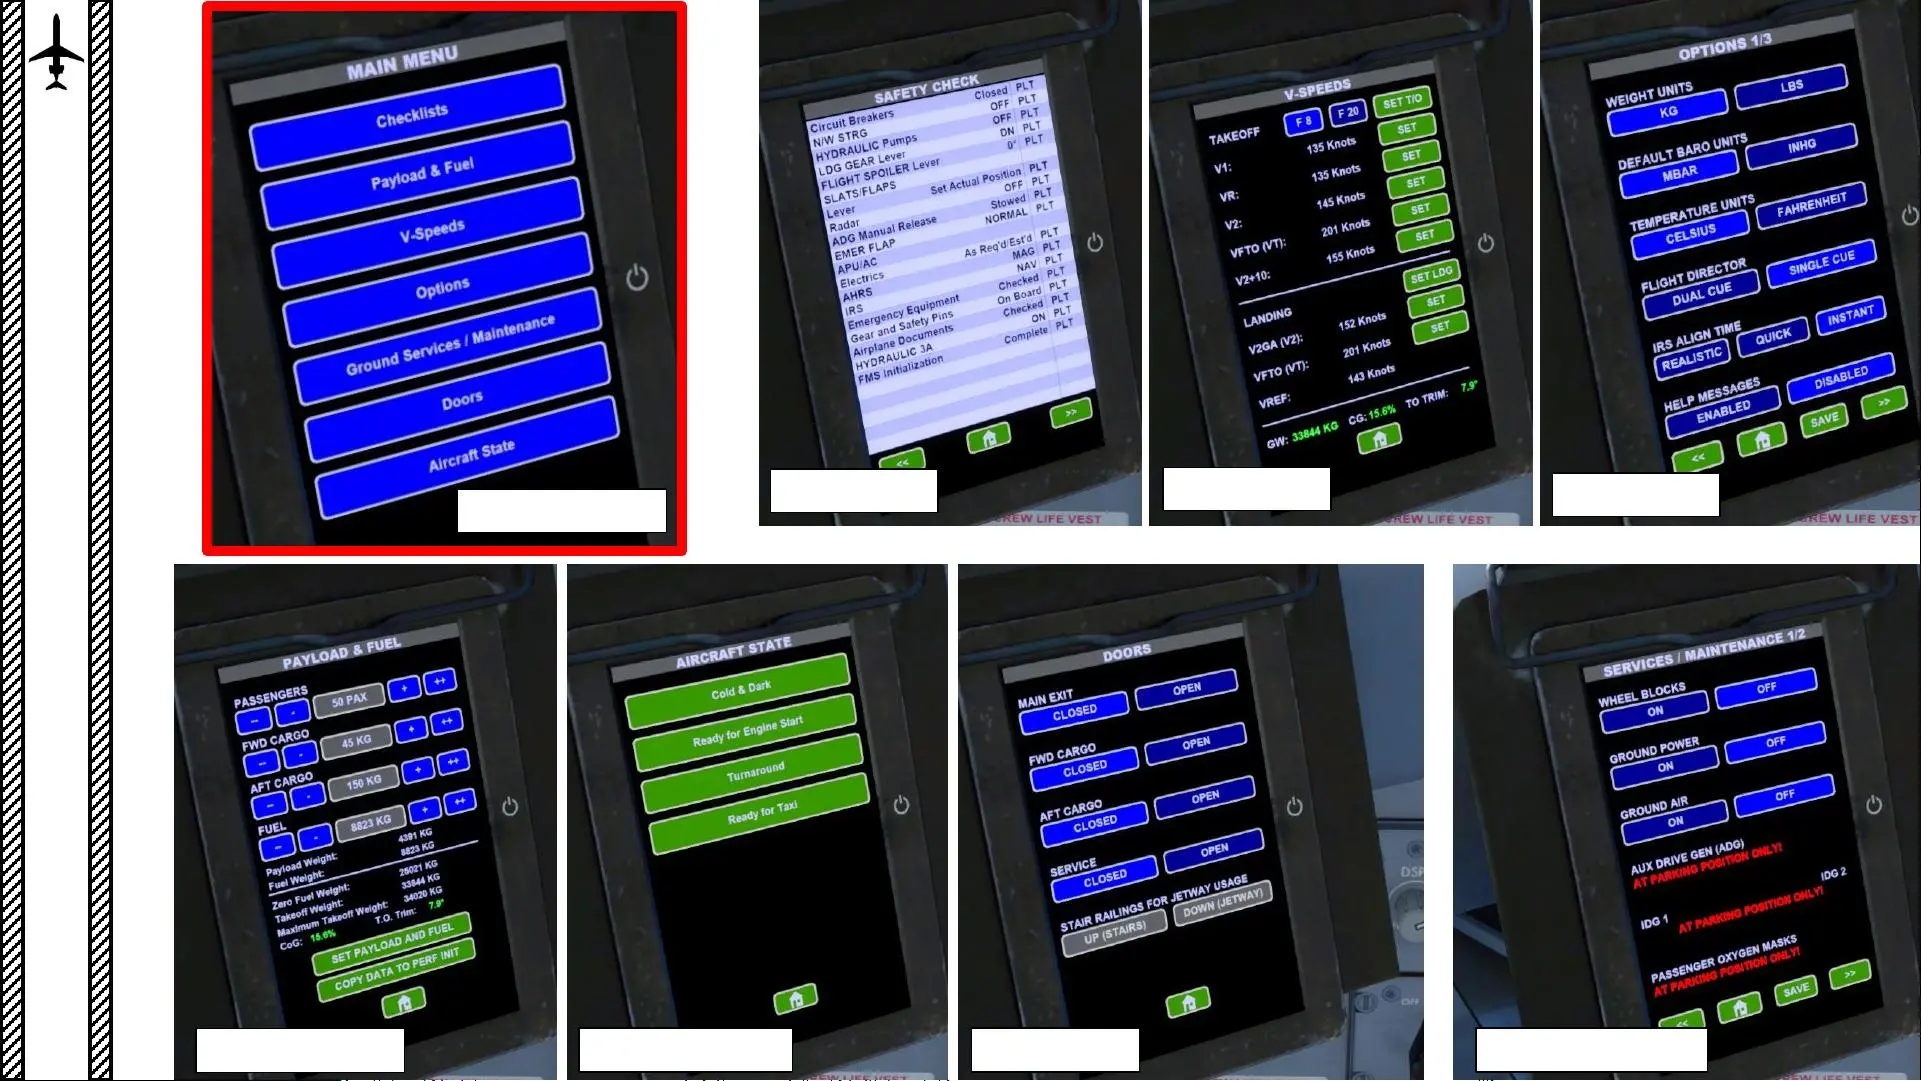 MAIN MENU
Checklists
Payload & Fuel
V-Speeds
Options
Ground Services / Maintenance
Doors
Aircraft State
SAFETY CHECK
Circuit Breakers Closed PLT
N/W STRG OFF PLT
HYDRAULIC Pumps OFF PLT
LDG GEAR Lever DN PLT
FLIGHT SPOILER Lever 0° PLT
SLATS/FLAPS
Lever Set Actual Position PLT
Radar OFF PLT
ADG Manual Release Stowed PLT
EMER FLAP NORMAL PLT
APU/AC
Electrics As Req'd/Est'd PLT
AHRS MAG PLT
IRS NAV PLT
Emergency Equipment Checked PLT
Gear and Safety Pins On Board PLT
Airplane Documents Checked PLT
HYDRAULIC 3A ON PLT
FMS Initialization Complete PLT
<< >>
CREW LIFE VEST
V-SPEEDS
TAKEOFF F 8 F 20 SET T/O
V1: 135 Knots SET
VR: 135 Knots SET
V2: 145 Knots SET
VFTO (VT): 201 Knots SET
V2+10: 155 Knots SET
LANDING SET LDG
V2GA (V2): 152 Knots SET
VFTO (VT): 201 Knots SET
VREF: 143 Knots
GW: 33844 KG CG: 15.6% TO TRIM: 7.9°
CREW LIFE VEST
OPTIONS 1/3
WEIGHT UNITS
KG LBS
DEFAULT BARO UNITS
MBAR INHG
TEMPERATURE UNITS
CELSIUS FAHRENHEIT
FLIGHT DIRECTOR
DUAL CUE SINGLE CUE
IRS ALIGN TIME
REALISTIC QUICK INSTANT
HELP MESSAGES
ENABLED DISABLED
<< SAVE >>
CREW LIFE VEST
PAYLOAD & FUEL
PASSENGERS
-- - 50 PAX + ++
FWD CARGO
-- - 45 KG + ++
AFT CARGO
-- - 150 KG + ++
FUEL
-- - 8823 KG + ++
Payload Weight: 4391 KG
Fuel Weight: 8823 KG
Zero Fuel Weight: 25021 KG
Takeoff Weight: 33844 KG
Maximum Takeoff Weight: 34020 KG
CoG: 15.6% T.O. Trim: 7.9°
SET PAYLOAD AND FUEL
COPY DATA TO PERF INIT
AIRCRAFT STATE
Cold & Dark
Ready for Engine Start
Turnaround
Ready for Taxi
CREW LIFE VEST
DOORS
MAIN EXIT
CLOSED OPEN
FWD CARGO
CLOSED OPEN
AFT CARGO
CLOSED OPEN
SERVICE
CLOSED OPEN
STAIR RAILINGS FOR JETWAY USAGE
UP (STAIRS) DOWN (JETWAY)
DSP
OFF
SERVICES / MAINTENANCE 1/2
WHEEL BLOCKS
ON OFF
GROUND POWER
ON OFF
GROUND AIR
ON OFF
AUX DRIVE GEN (ADG)
AT PARKING POSITION ONLY!
IDG 1 IDG 2
AT PARKING POSITION ONLY!
PASSENGER OXYGEN MASKS
AT PARKING POSITION ONLY!
<< SAVE >>